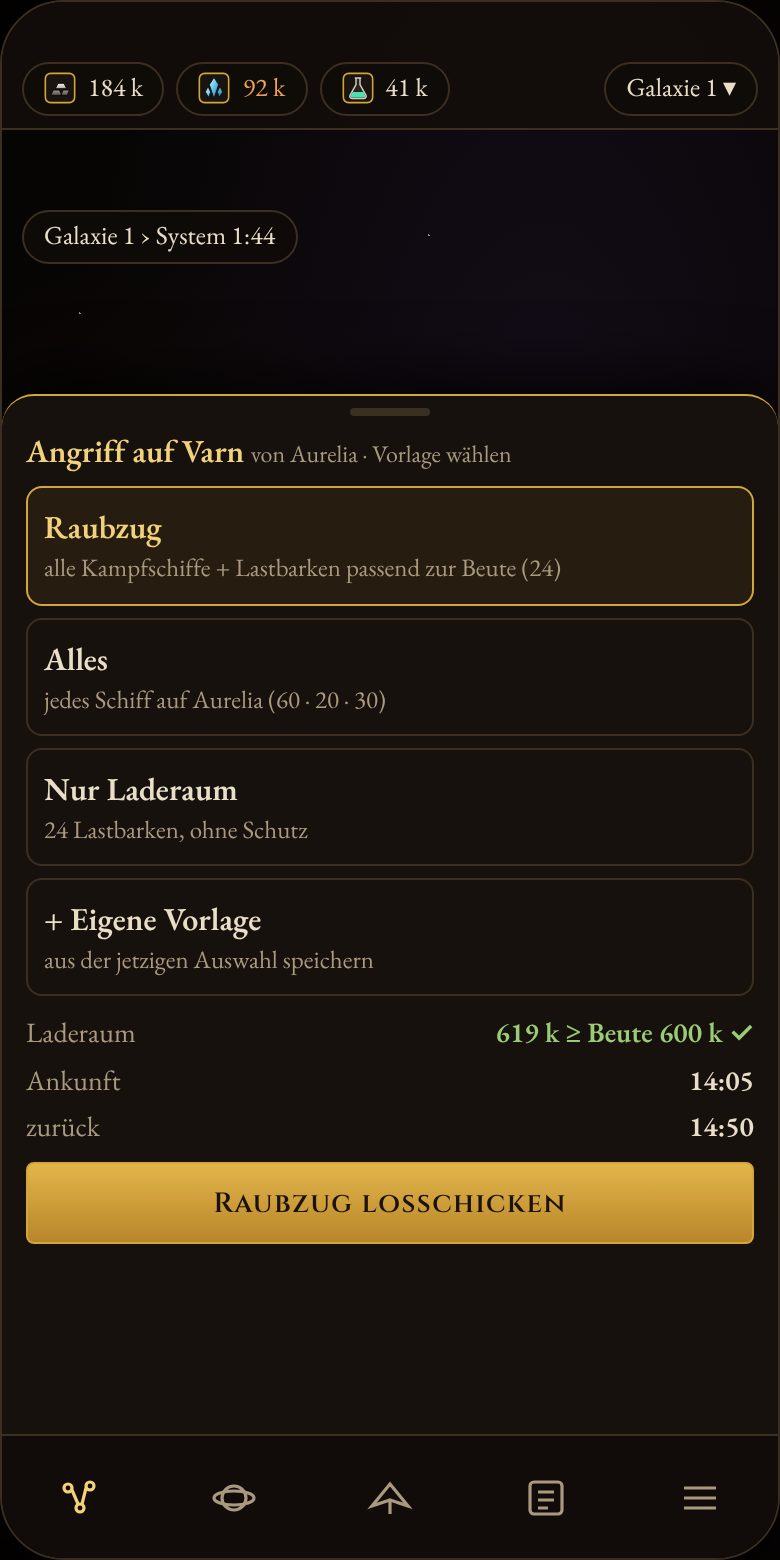 184 k
92 k
41 k
Galaxie 1 ▼
Galaxie 1 › System 1:44
Angriff auf Varn von Aurelia · Vorlage wählen
Raubzug
alle Kampfschiffe + Lastbarken passend zur Beute (24)
Alles
jedes Schiff auf Aurelia (60 · 20 · 30)
Nur Laderaum
24 Lastbarken, ohne Schutz
+ Eigene Vorlage
aus der jetzigen Auswahl speichern
Laderaum 619 k ≥ Beute 600 k ✓
Ankunft 14:05
zurück 14:50
Raubzug losschicken